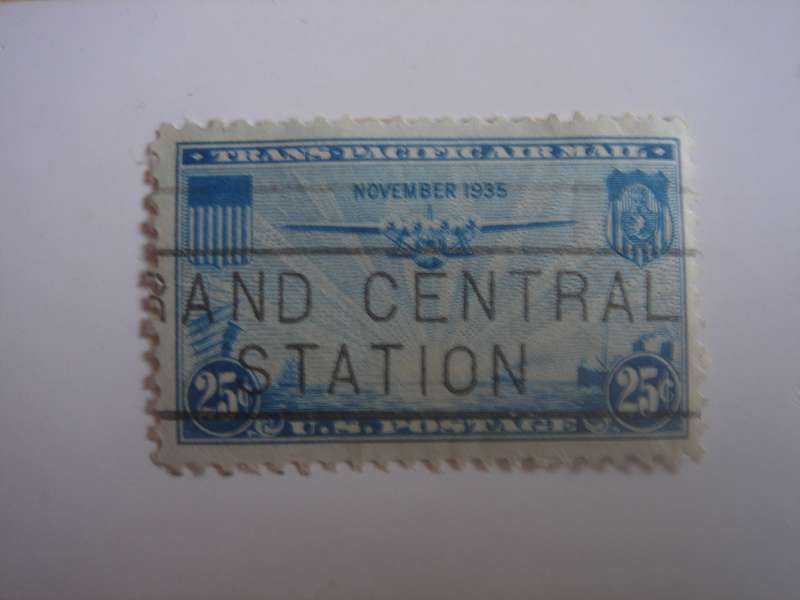 TRANS-PACIFIC AIR MAIL
NOVEMBER 1935
AND CENTRAL
STATION
25¢ 25¢
U.S. POSTAGE